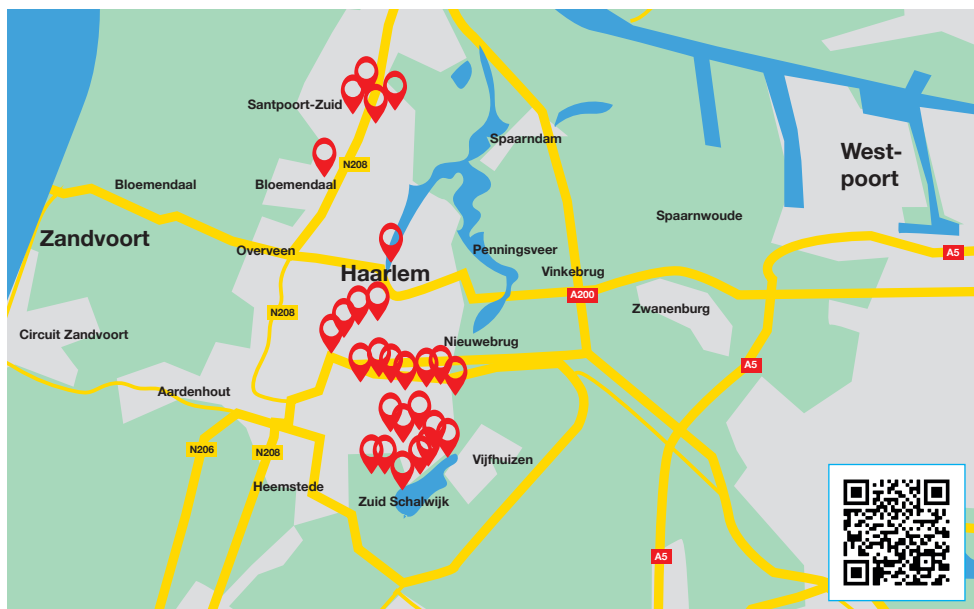 Santpoort-Zuid
Spaarndam
West-
poort
N208
Bloemendaal
Bloemendaal
Spaarnwoude
Zandvoort
Overveen
Penningsveer
A5
Haarlem
Vinkebrug
A200
Zwanenburg
N208
Circuit Zandvoort
Nieuwebrug
A5
Aardenhout
N206
N208
Vijfhuizen
Heemstede
Zuid Schalwijk
A5